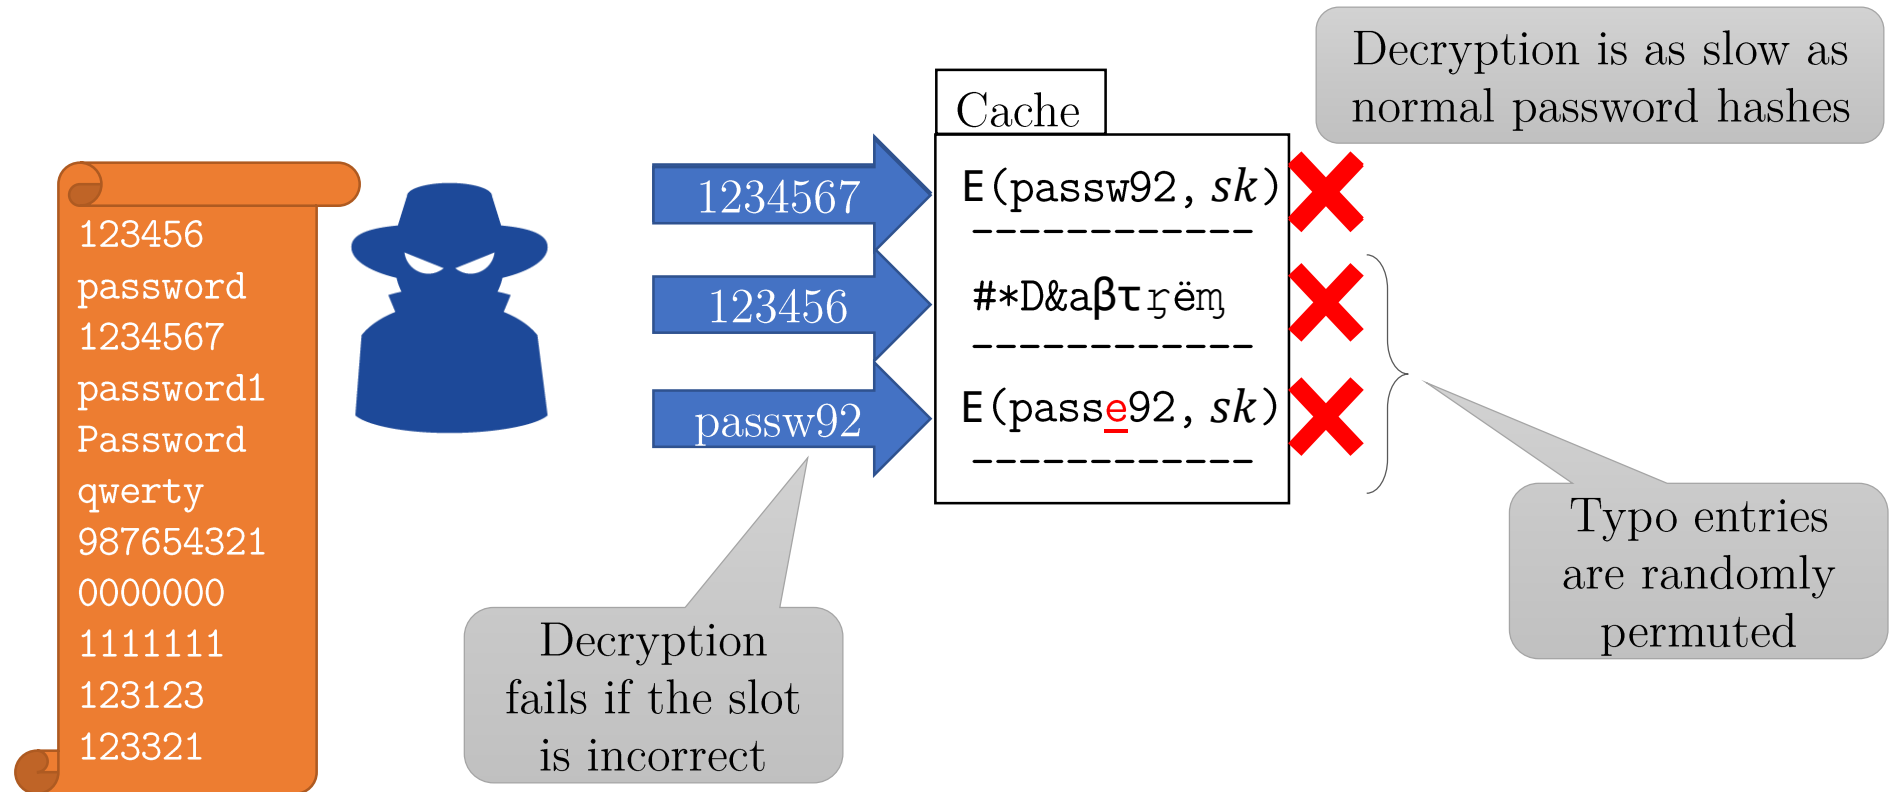 Decryption is as slow as
normal password hashes
Cache
123456
password
1234567
password1
Password
qwerty
987654321
0000000
1111111
123123
123321
1234567
E(passw92, sk)
------------
123456
#*D&aβτӻëӎ
------------
passw92
E(passe92, sk)
------------
Decryption
fails if the slot
is incorrect
Typo entries
are randomly
permuted